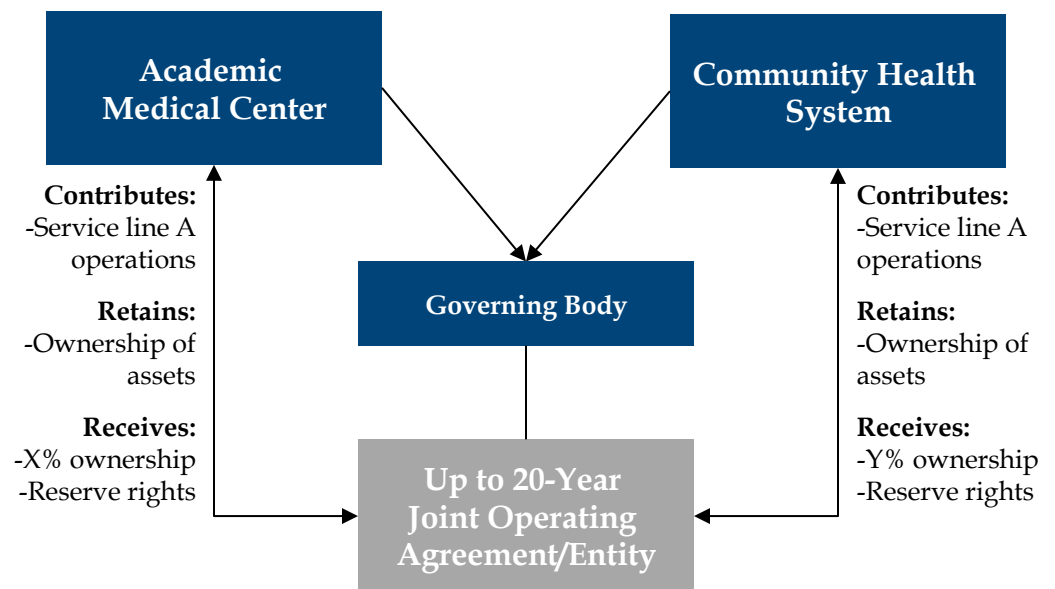 Academic
Medical Center
Community Health
System
Contributes:
-Service line A
operations
Retains:
-Ownership of
assets
Receives:
-X% ownership
-Reserve rights
Governing Body
Up to 20-Year
Joint Operating
Agreement/Entity
Contributes:
-Service line A
operations
Retains:
-Ownership of
assets
Receives:
-Y% ownership
-Reserve rights